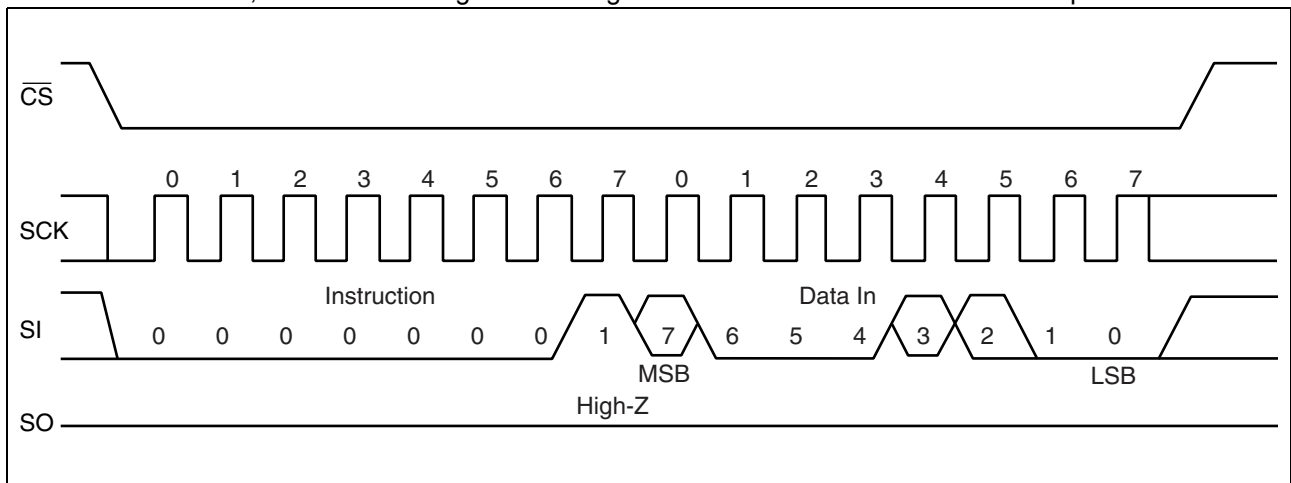 CS
0 1 2 3 4 5 6 7 0 1 2 3 4 5 6 7
SCK
Instruction Data In
SI 0 0 0 0 0 0 0 1 7 6 5 4 3 2 1 0
MSB LSB
High-Z
SO